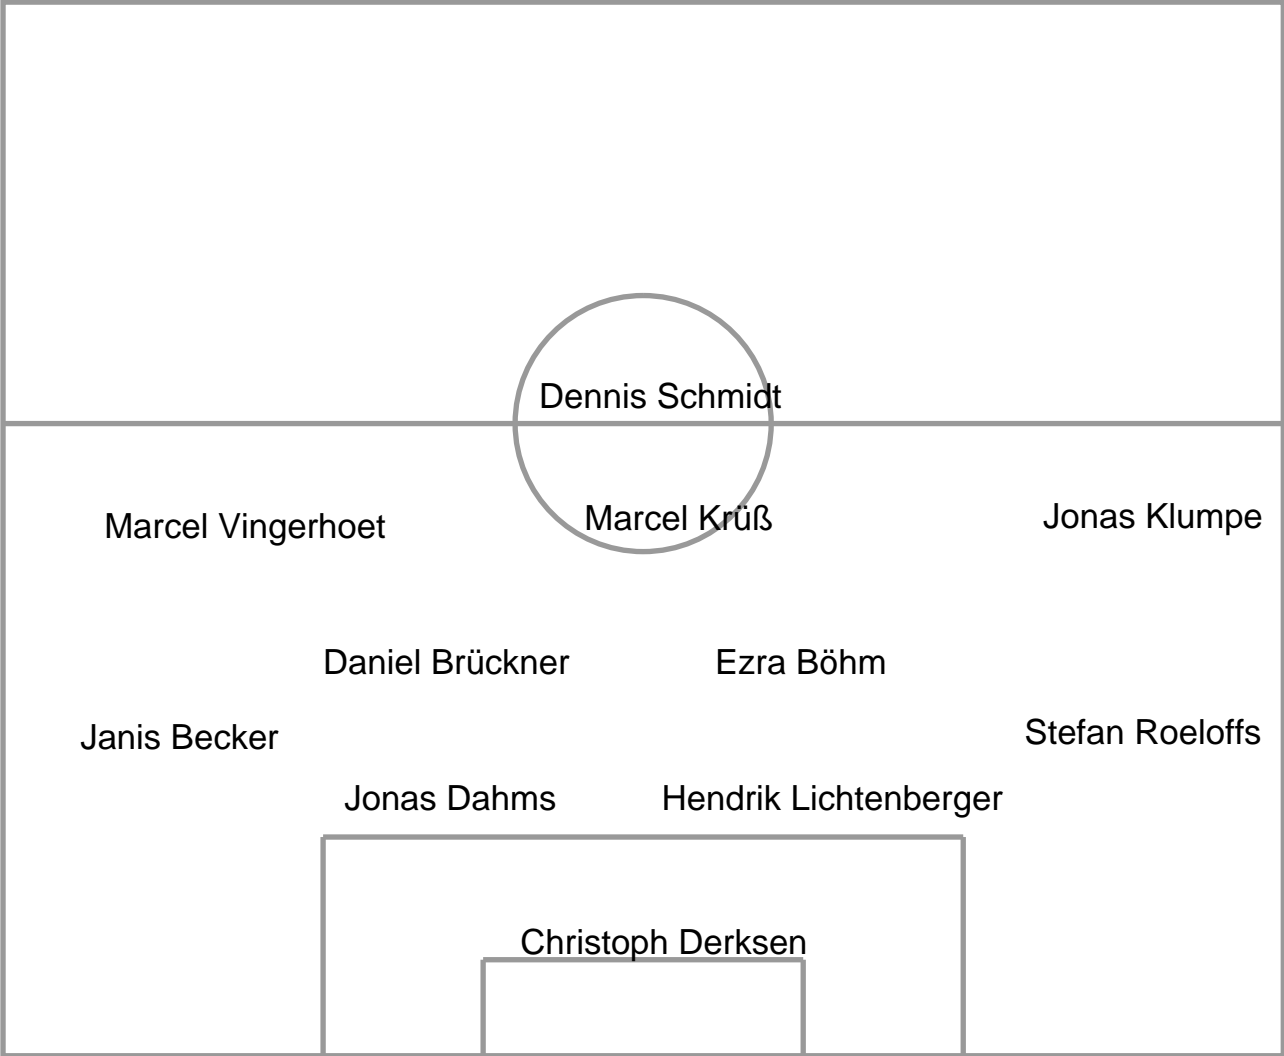 Dennis Schmidt
Marcel Vingerhoet
Marcel Krüß
Jonas Klumpe
Daniel Brückner
Ezra Böhm
Janis Becker
Stefan Roeloffs
Jonas Dahms
Hendrik Lichtenberger
Christoph Derksen